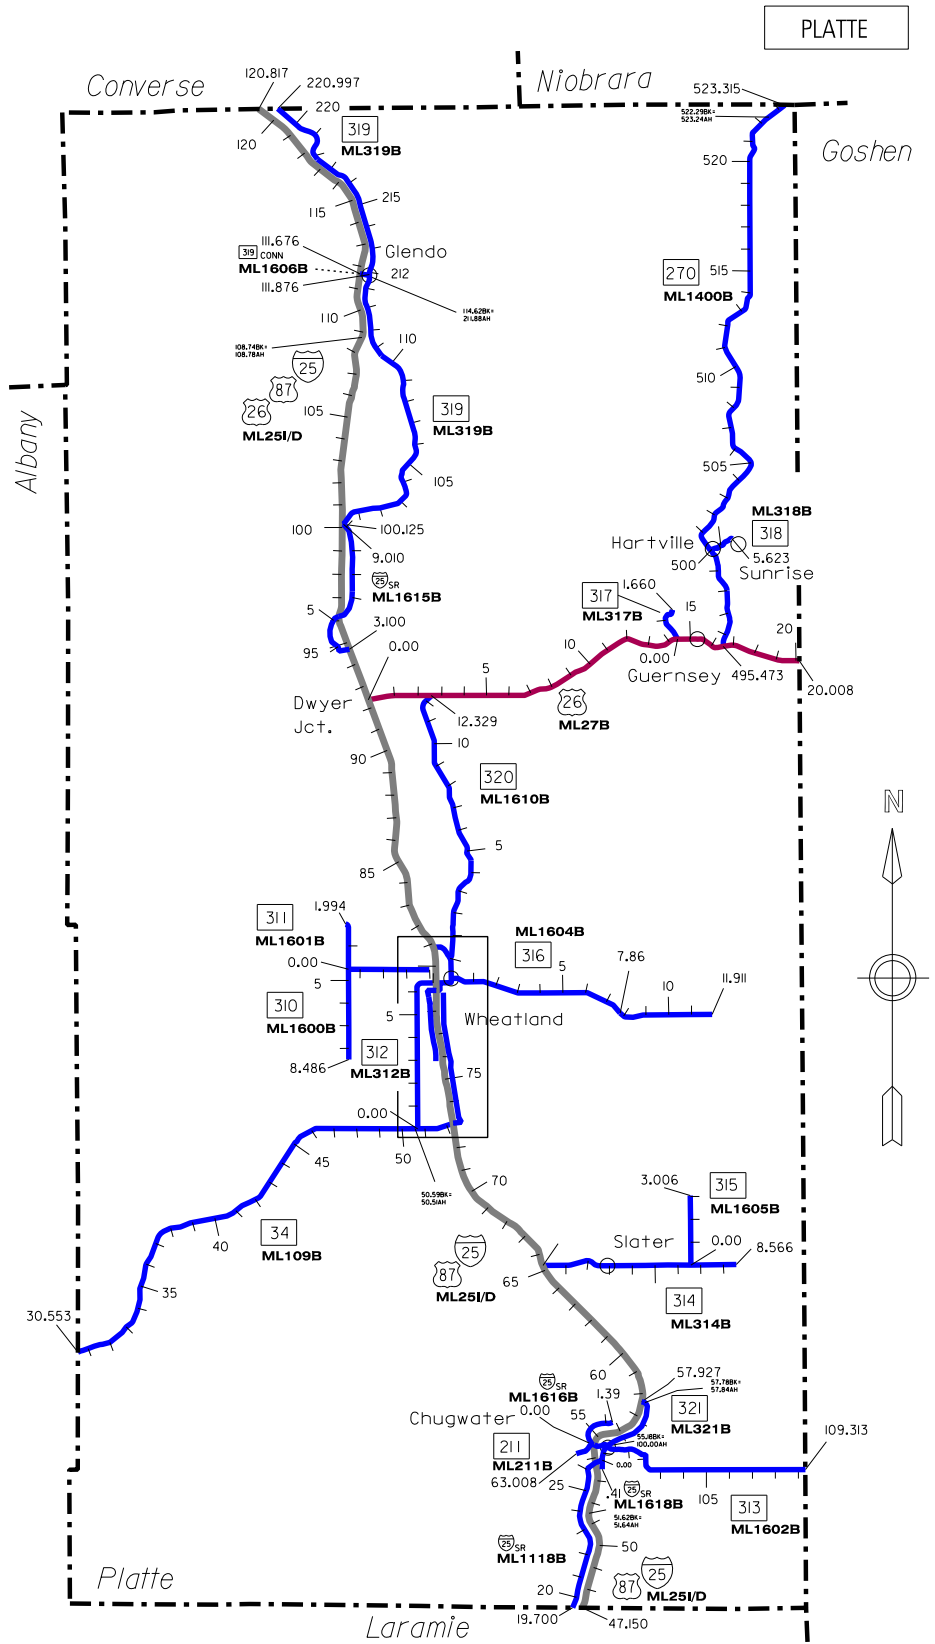 PLATTE
Converse
120.817
220.997
Niobrara
523.315
522.29BK=
523.24AH
Goshen
120
220
319
ML319B
520
115
215
111.676
319 CONN
ML1606B
111.876
Glendo
212
270
515
ML1400B
110
114.62BK=
211.88AH
108.74BK=
108.78AH
110
25
87
26
ML25I/D
105
319
ML319B
510
Albany
105
505
100
100.125
9.010
25 SR
ML1615B
ML318B
318
Hartville
500
5.623
Sunrise
5
95
3.100
0.00
317
ML317B
1.660
15
0.00
Guernsey
495.473
20
20.008
10
5
26
ML27B
Dwyer
Jct.
12.329
90
10
320
ML1610B
N
5
85
311
ML1601B
1.994
0.00
5
310
ML1600B
8.486
ML1604B
316
5
7.86
10
11.911
Wheatland
5
312
ML312B
75
0.00
50
45
50.59BK=
50.51AH
70
34
ML109B
40
35
30.553
3.006
315
ML1605B
Slater
0.00
8.566
25
87
ML25I/D
65
314
ML314B
60
57.927
57.78BK=
57.84AH
25 SR
ML1616B
0.00
1.39
55
Chugwater
321
ML321B
55.18BK=
100.00AH
211
ML211B
63.008
0.00
109.313
25
.41
25 SR
ML1618B
105
313
ML1602B
51.62BK=
51.64AH
25 SR
ML1118B
50
20
19.700
47.150
87
25
ML25I/D
Platte
Laramie